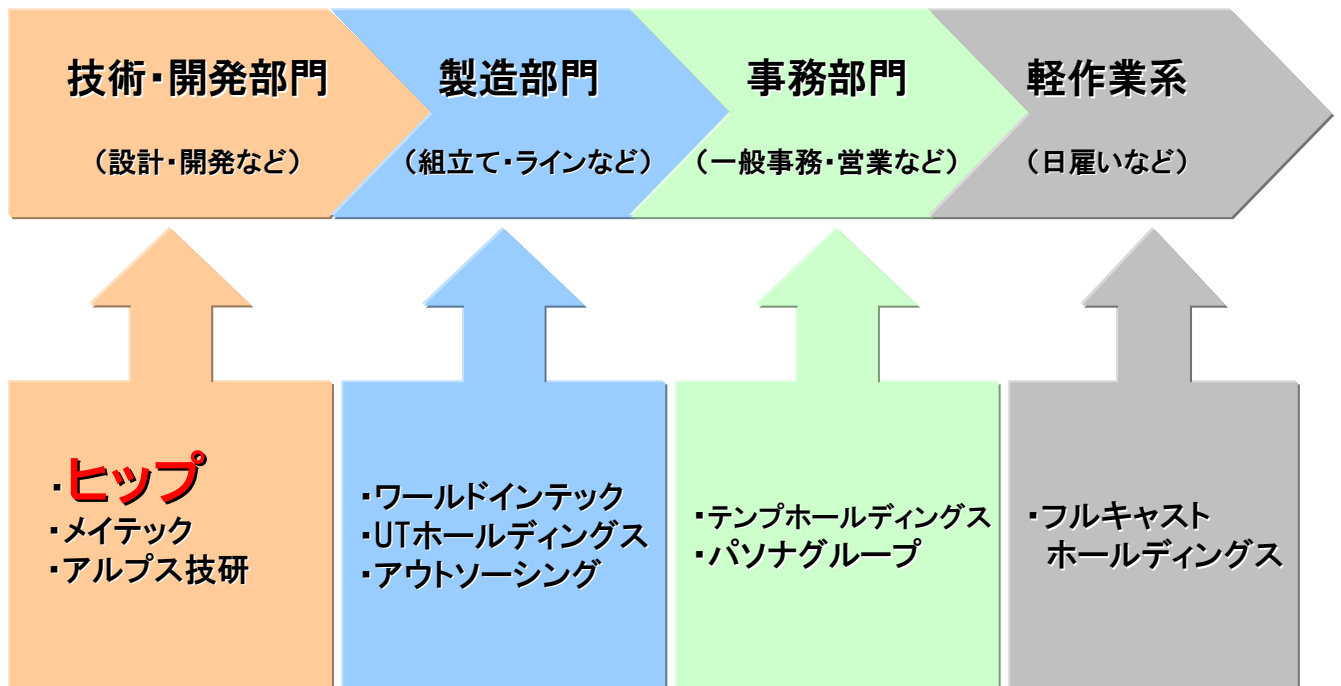 技術・開発部門
（設計・開発など）
製造部門
（組立て・ラインなど）
事務部門
（一般事務・営業など）
軽作業系
（日雇いなど）
・ヒップ
・メイテック
・アルプス技研
・ワールドインテック
・UTホールディングス
・アウトソーシング
・テンプホールディングス
・パソナグループ
・フルキャスト
ホールディングス